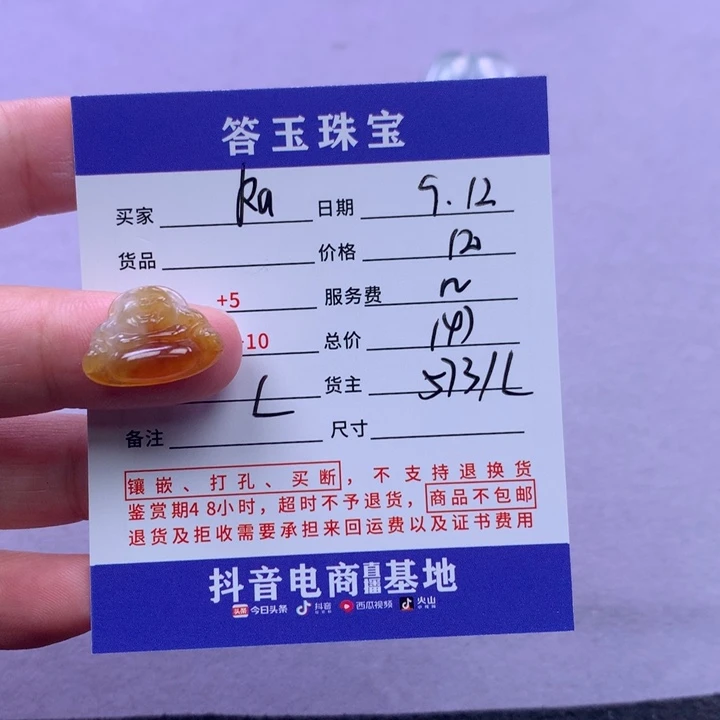 答玉珠宝
买家 Ra 日期 9.12
货品 价格
+5 服务费
-10 总价
L 货主 573/L
备注 尺寸
镶嵌、打孔、买断，不支持退换货
鉴赏期48小时，超时不予退货，商品不包邮
退货及拒收需要承担来回运费以及证书费用
抖音电商直播基地
头条 今日头条 抖音 西瓜视频 火山